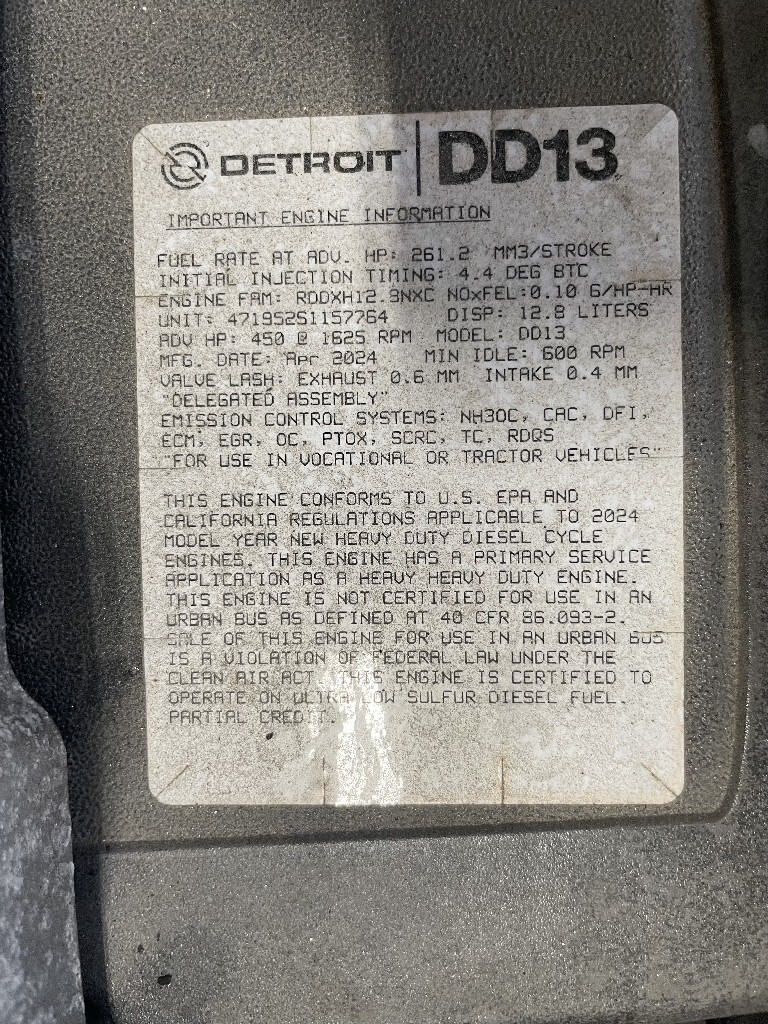 DETROIT DD13
IMPORTANT ENGINE INFORMATION
FUEL RATE AT ADV. HP: 261.2 MM3/STROKE
INITIAL INJECTION TIMING: 4.4 DEG BTC
ENGINE FAM: RDDXH12.8NXC NOxFEL:0.10 G/HP-HR
UNIT: 471952S1157764 DISP: 12.8 LITERS
ADV HP: 450 @ 1625 RPM MODEL: DD13
MFG. DATE: Apr 2024 MIN IDLE: 600 RPM
VALVE LASH: EXHAUST 0.6 MM INTAKE 0.4 MM
"DELEGATED ASSEMBLY"
EMISSION CONTROL SYSTEMS: NH3OC, CAC, DFI,
ECM, EGR, OC, PTOX, SCRC, TC, RDQS
"FOR USE IN VOCATIONAL OR TRACTOR VEHICLES"
THIS ENGINE CONFORMS TO U.S. EPA AND
CALIFORNIA REGULATIONS APPLICABLE TO 2024
MODEL YEAR NEW HEAVY DUTY DIESEL CYCLE
ENGINES. THIS ENGINE HAS A PRIMARY SERVICE
APPLICATION AS A HEAVY HEAVY DUTY ENGINE.
THIS ENGINE IS NOT CERTIFIED FOR USE IN AN
URBAN BUS AS DEFINED AT 40 CFR 86.093-2.
SALE OF THIS ENGINE FOR USE IN AN URBAN BUS
IS A VIOLATION OF FEDERAL LAW UNDER THE
CLEAN AIR ACT. THIS ENGINE IS CERTIFIED TO
OPERATE ON ULTRA LOW SULFUR DIESEL FUEL.
PARTIAL CREDIT.